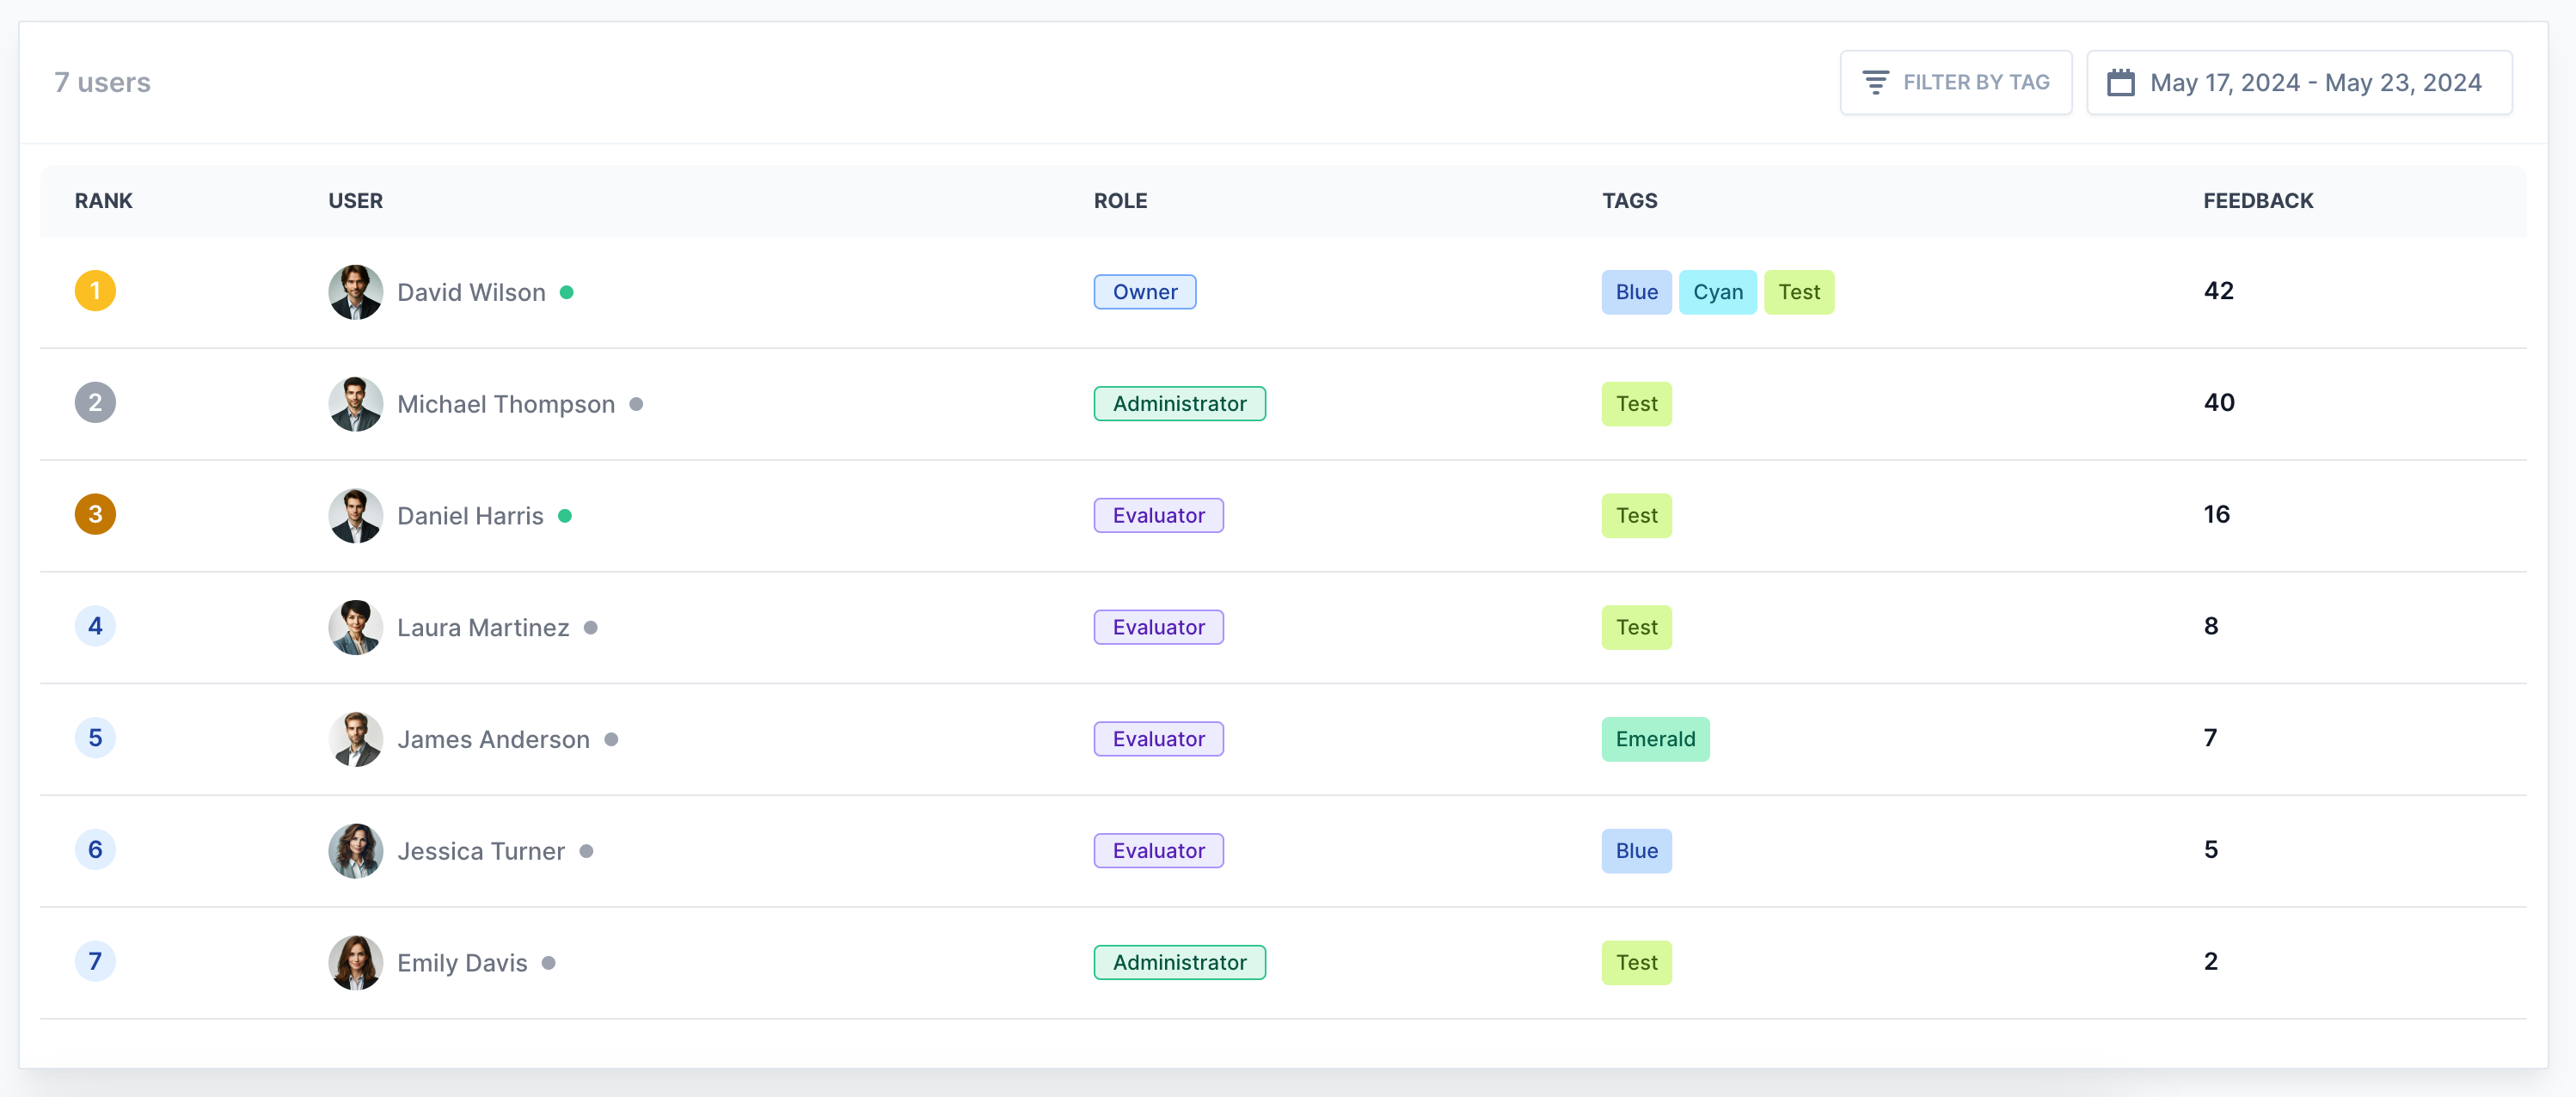 7 users FILTER BY TAG May 17, 2024 - May 23, 2024
RANK USER ROLE TAGS FEEDBACK
1 David Wilson Owner Blue Cyan Test 42
2 Michael Thompson Administrator Test 40
3 Daniel Harris Evaluator Test 16
4 Laura Martinez Evaluator Test 8
5 James Anderson Evaluator Emerald 7
6 Jessica Turner Evaluator Blue 5
7 Emily Davis Administrator Test 2